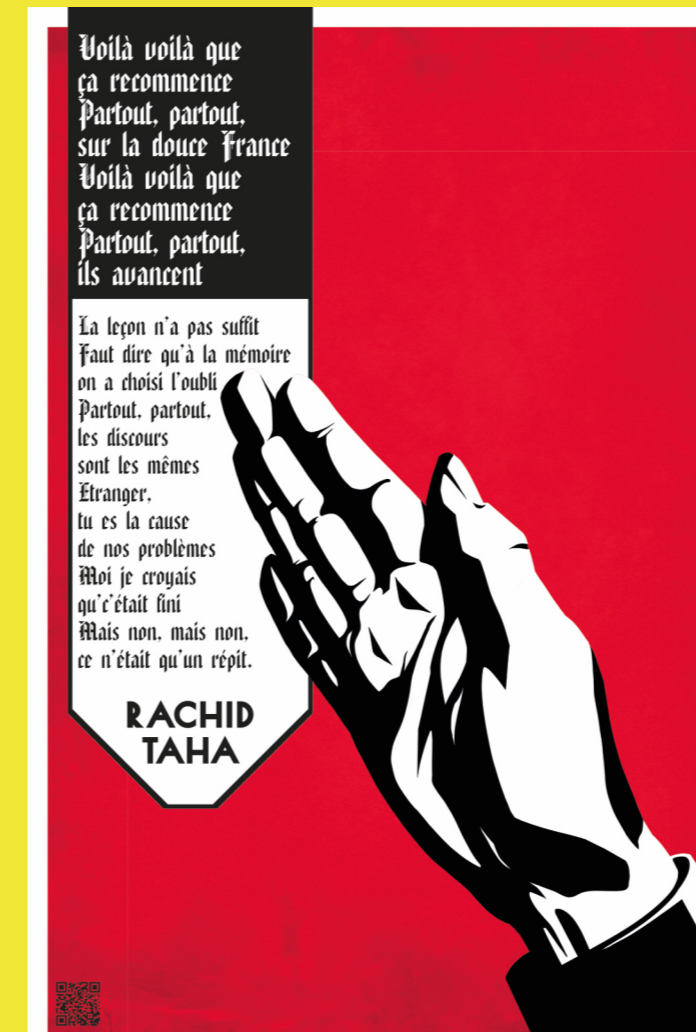 Voilà voilà que
ça recommence
Partout, partout,
sur la douce France
Voilà voilà que
ça recommence
Partout, partout,
ils avancent
La leçon n'a pas suffit
Faut dire qu'à la mémoire
on a choisi l'oubli
Partout, partout,
les discours
sont les mêmes
Etranger,
tu es la cause
de nos problèmes
Moi je croyais
qu'c'était fini
Mais non, mais non,
ce n'était qu'un répit.
RACHID
TAHA